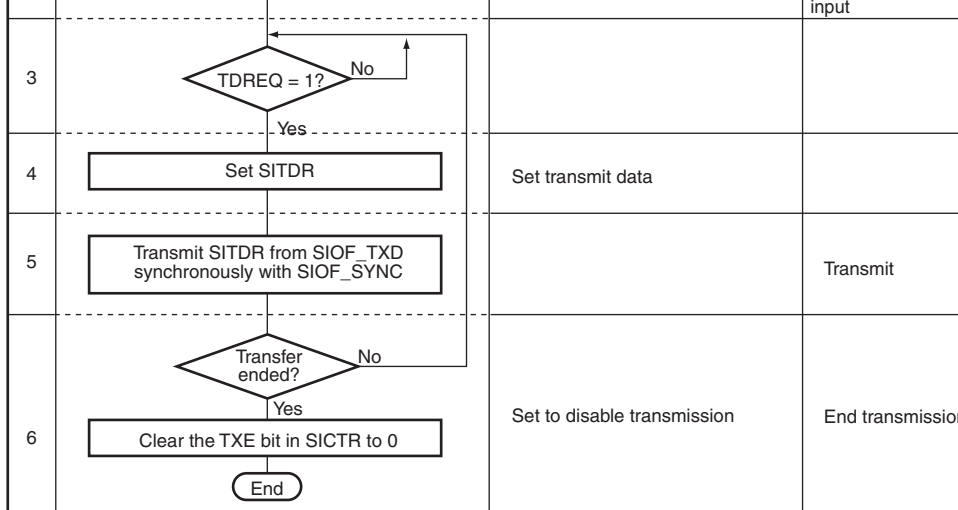 input
3
TDREQ = 1?
No
Yes
4
Set SITDR
Set transmit data
5
Transmit SITDR from SIOF_TXD
synchronously with SIOF_SYNC
Transmit
Transfer
ended?
No
Yes
6
Clear the TXE bit in SICTR to 0
Set to disable transmission
End transmission
End